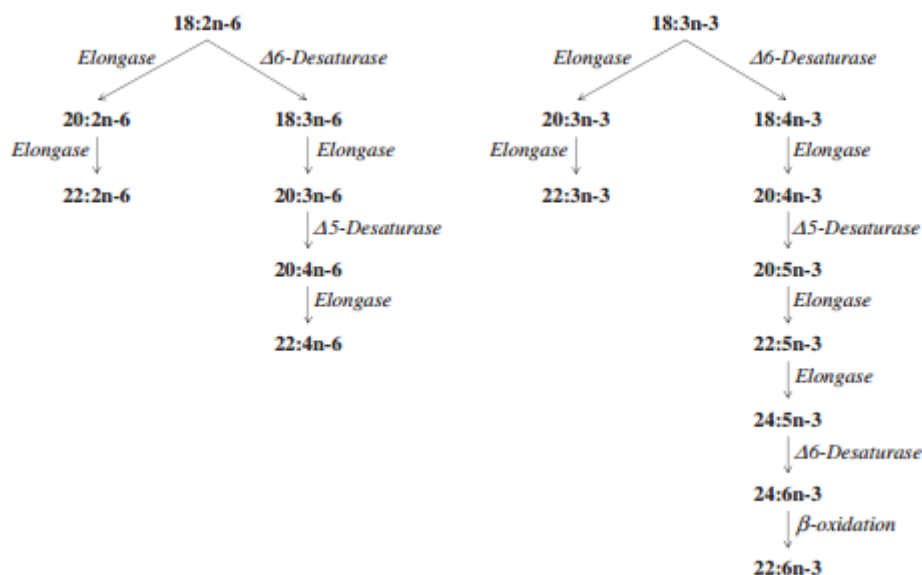 18:2n-6 18:3n-3
Elongase Δ6-Desaturase Elongase Δ6-Desaturase
20:2n-6 18:3n-6 20:3n-3 18:4n-3
Elongase Elongase Elongase Elongase
22:2n-6 20:3n-6 22:3n-3 20:4n-3
Δ5-Desaturase Δ5-Desaturase
20:4n-6 20:5n-3
Elongase Elongase
22:4n-6 22:5n-3
Elongase
24:5n-3
Δ6-Desaturase
24:6n-3
β-oxidation
22:6n-3